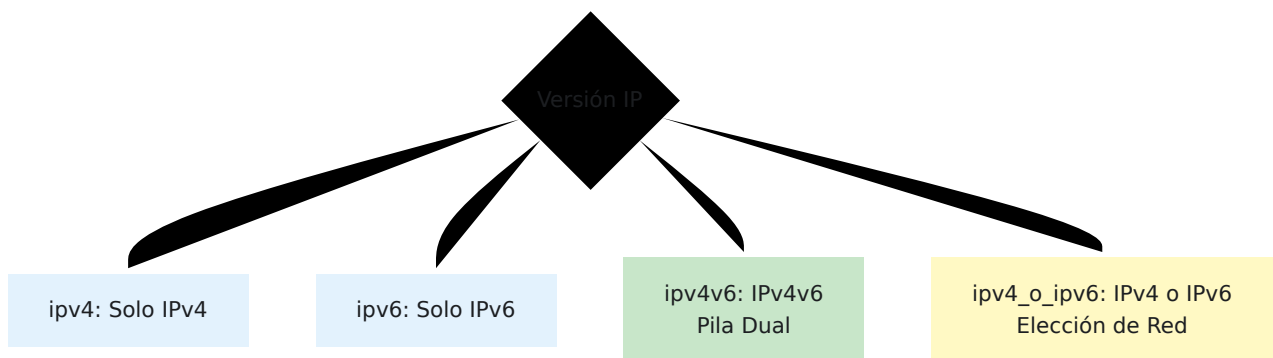 Versión IP
ipv4: Solo IPv4
ipv6: Solo IPv6
ipv4v6: IPv4v6
Pila Dual
ipv4_o_ipv6: IPv4 o IPv6
Elección de Red